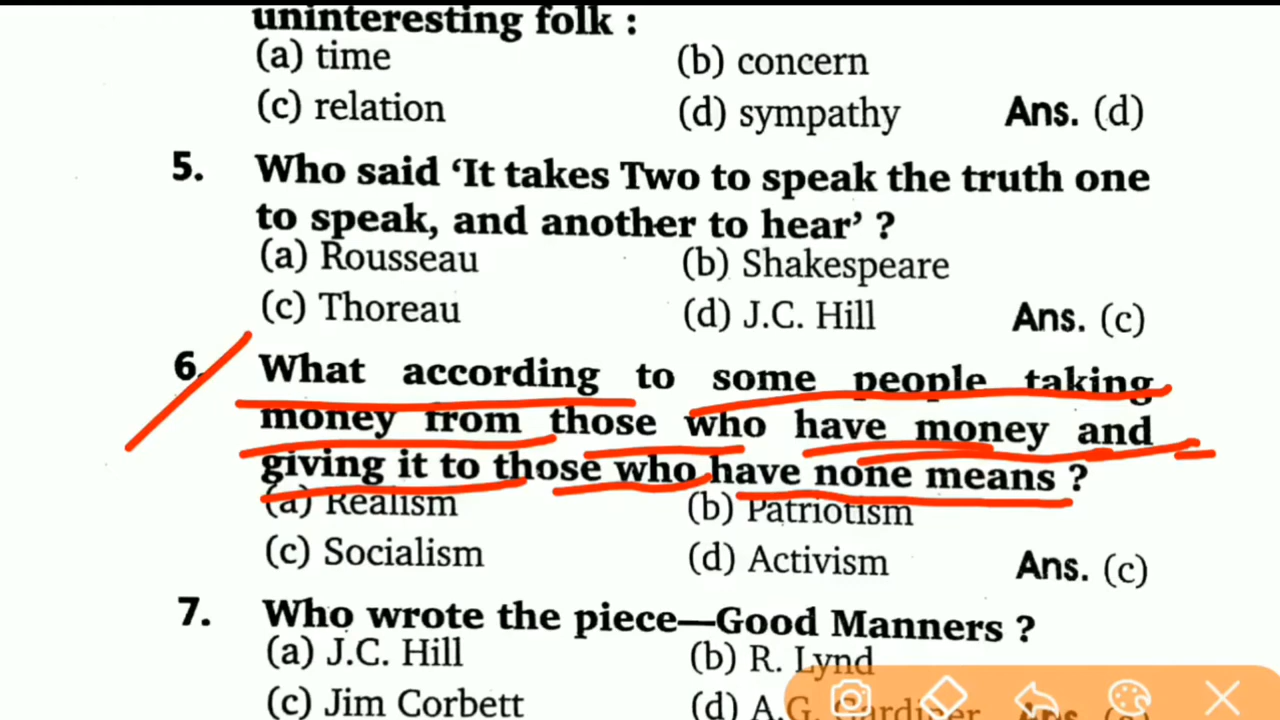 uninteresting folk :
(a) time (b) concern
(c) relation (d) sympathy Ans. (d)
5. Who said ‘It takes Two to speak the truth one
to speak, and another to hear’ ?
(a) Rousseau (b) Shakespeare
(c) Thoreau (d) J.C. Hill Ans. (c)
6. What according to some people taking
money from those who have money and
giving it to those who have none means ?
(a) Realism (b) Patriotism
(c) Socialism (d) Activism Ans. (c)
7. Who wrote the piece—Good Manners ?
(a) J.C. Hill (b) R. Lynd
(c) Jim Corbett (d) A.G. Gardiner Ans.